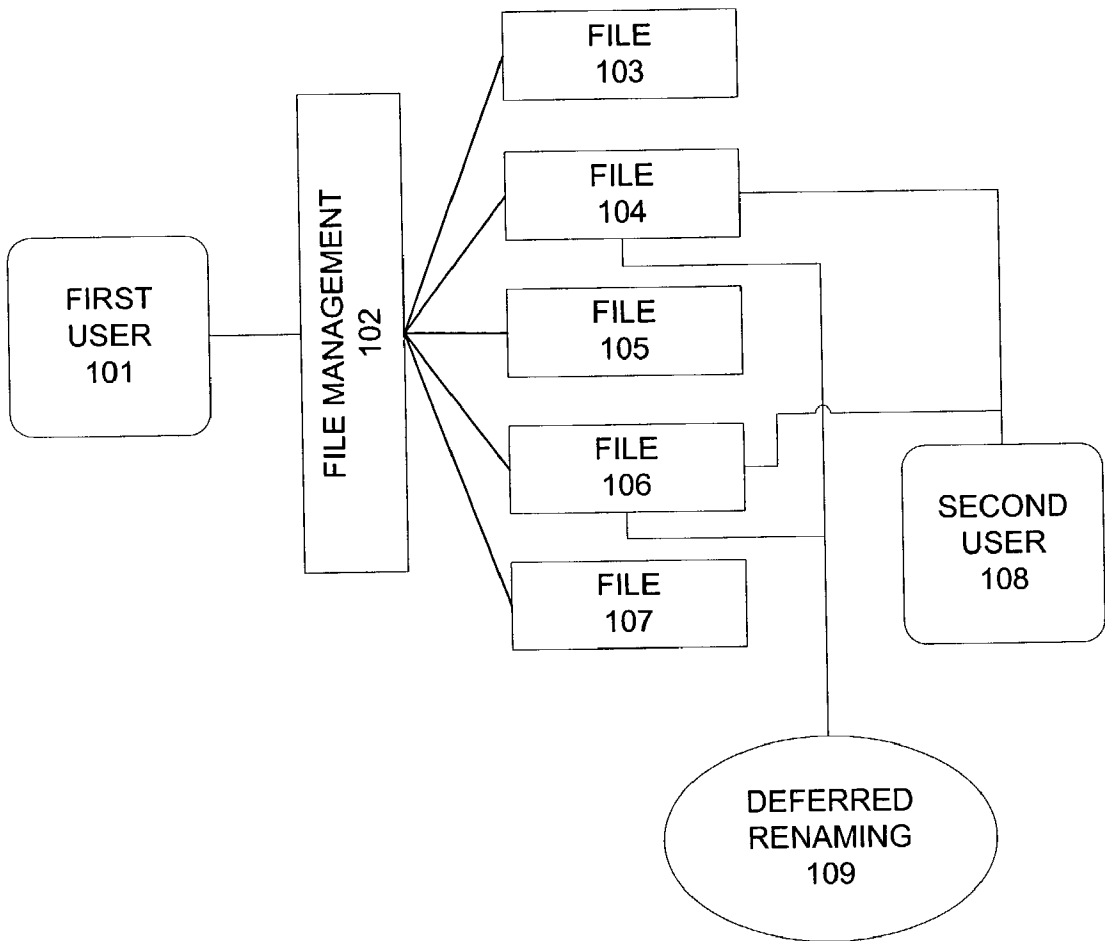 FILE
103
FILE
104
FILE
105
FILE
106
FILE
107
FIRST
USER
101
FILE MANAGEMENT
102
SECOND
USER
108
DEFERRED
RENAMING
109